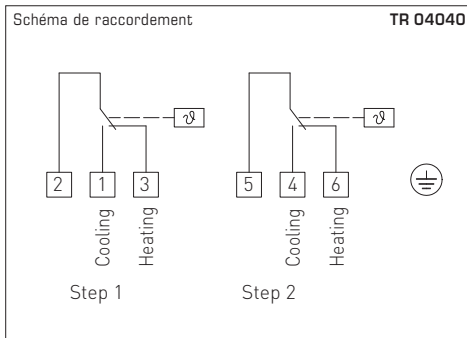 Schéma de raccordement TR 04040
ϑ ϑ
2 1 3 5 4 6
Cooling Heating Cooling Heating
Step 1 Step 2